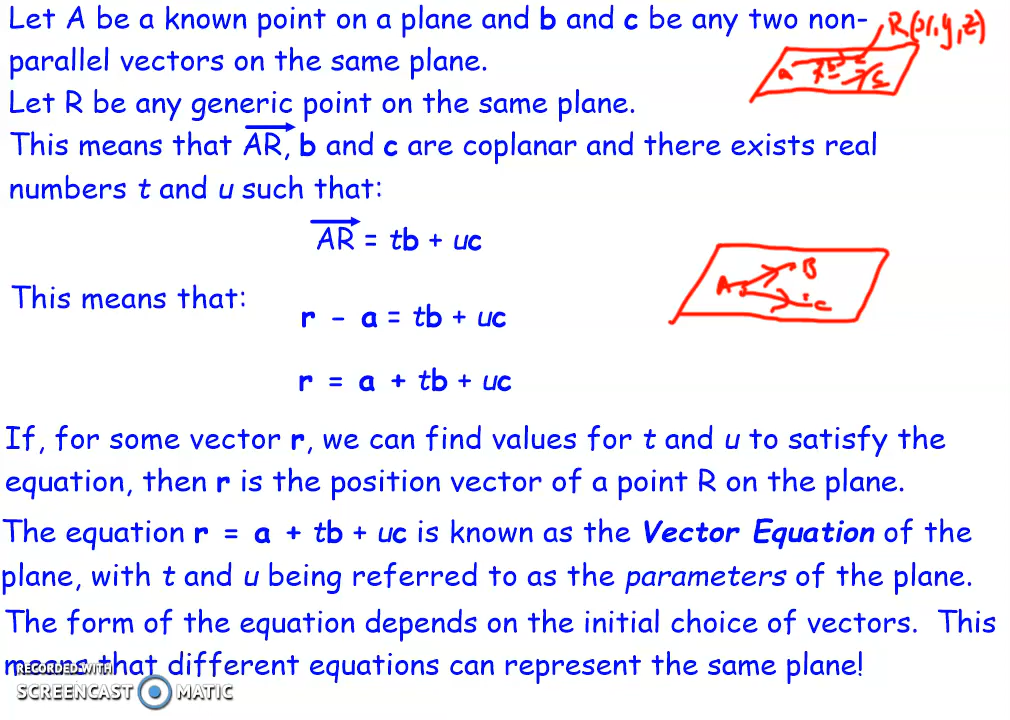 Let A be a known point on a plane and b and c be any two non-
R(x,y,z)
parallel vectors on the same plane.
a
Let R be any generic point on the same plane.
This means that AR, b and c are coplanar and there exists real
numbers t and u such that:
AR = tb + uc
B
A
C
This means that:
r - a = tb + uc
r = a + tb + uc
If, for some vector r, we can find values for t and u to satisfy the
equation, then r is the position vector of a point R on the plane.
The equation r = a + tb + uc is known as the Vector Equation of the
plane, with t and u being referred to as the parameters of the plane.
The form of the equation depends on the initial choice of vectors. This
means that different equations can represent the same plane!
RECORDED WITH
SCREENCAST MATIC